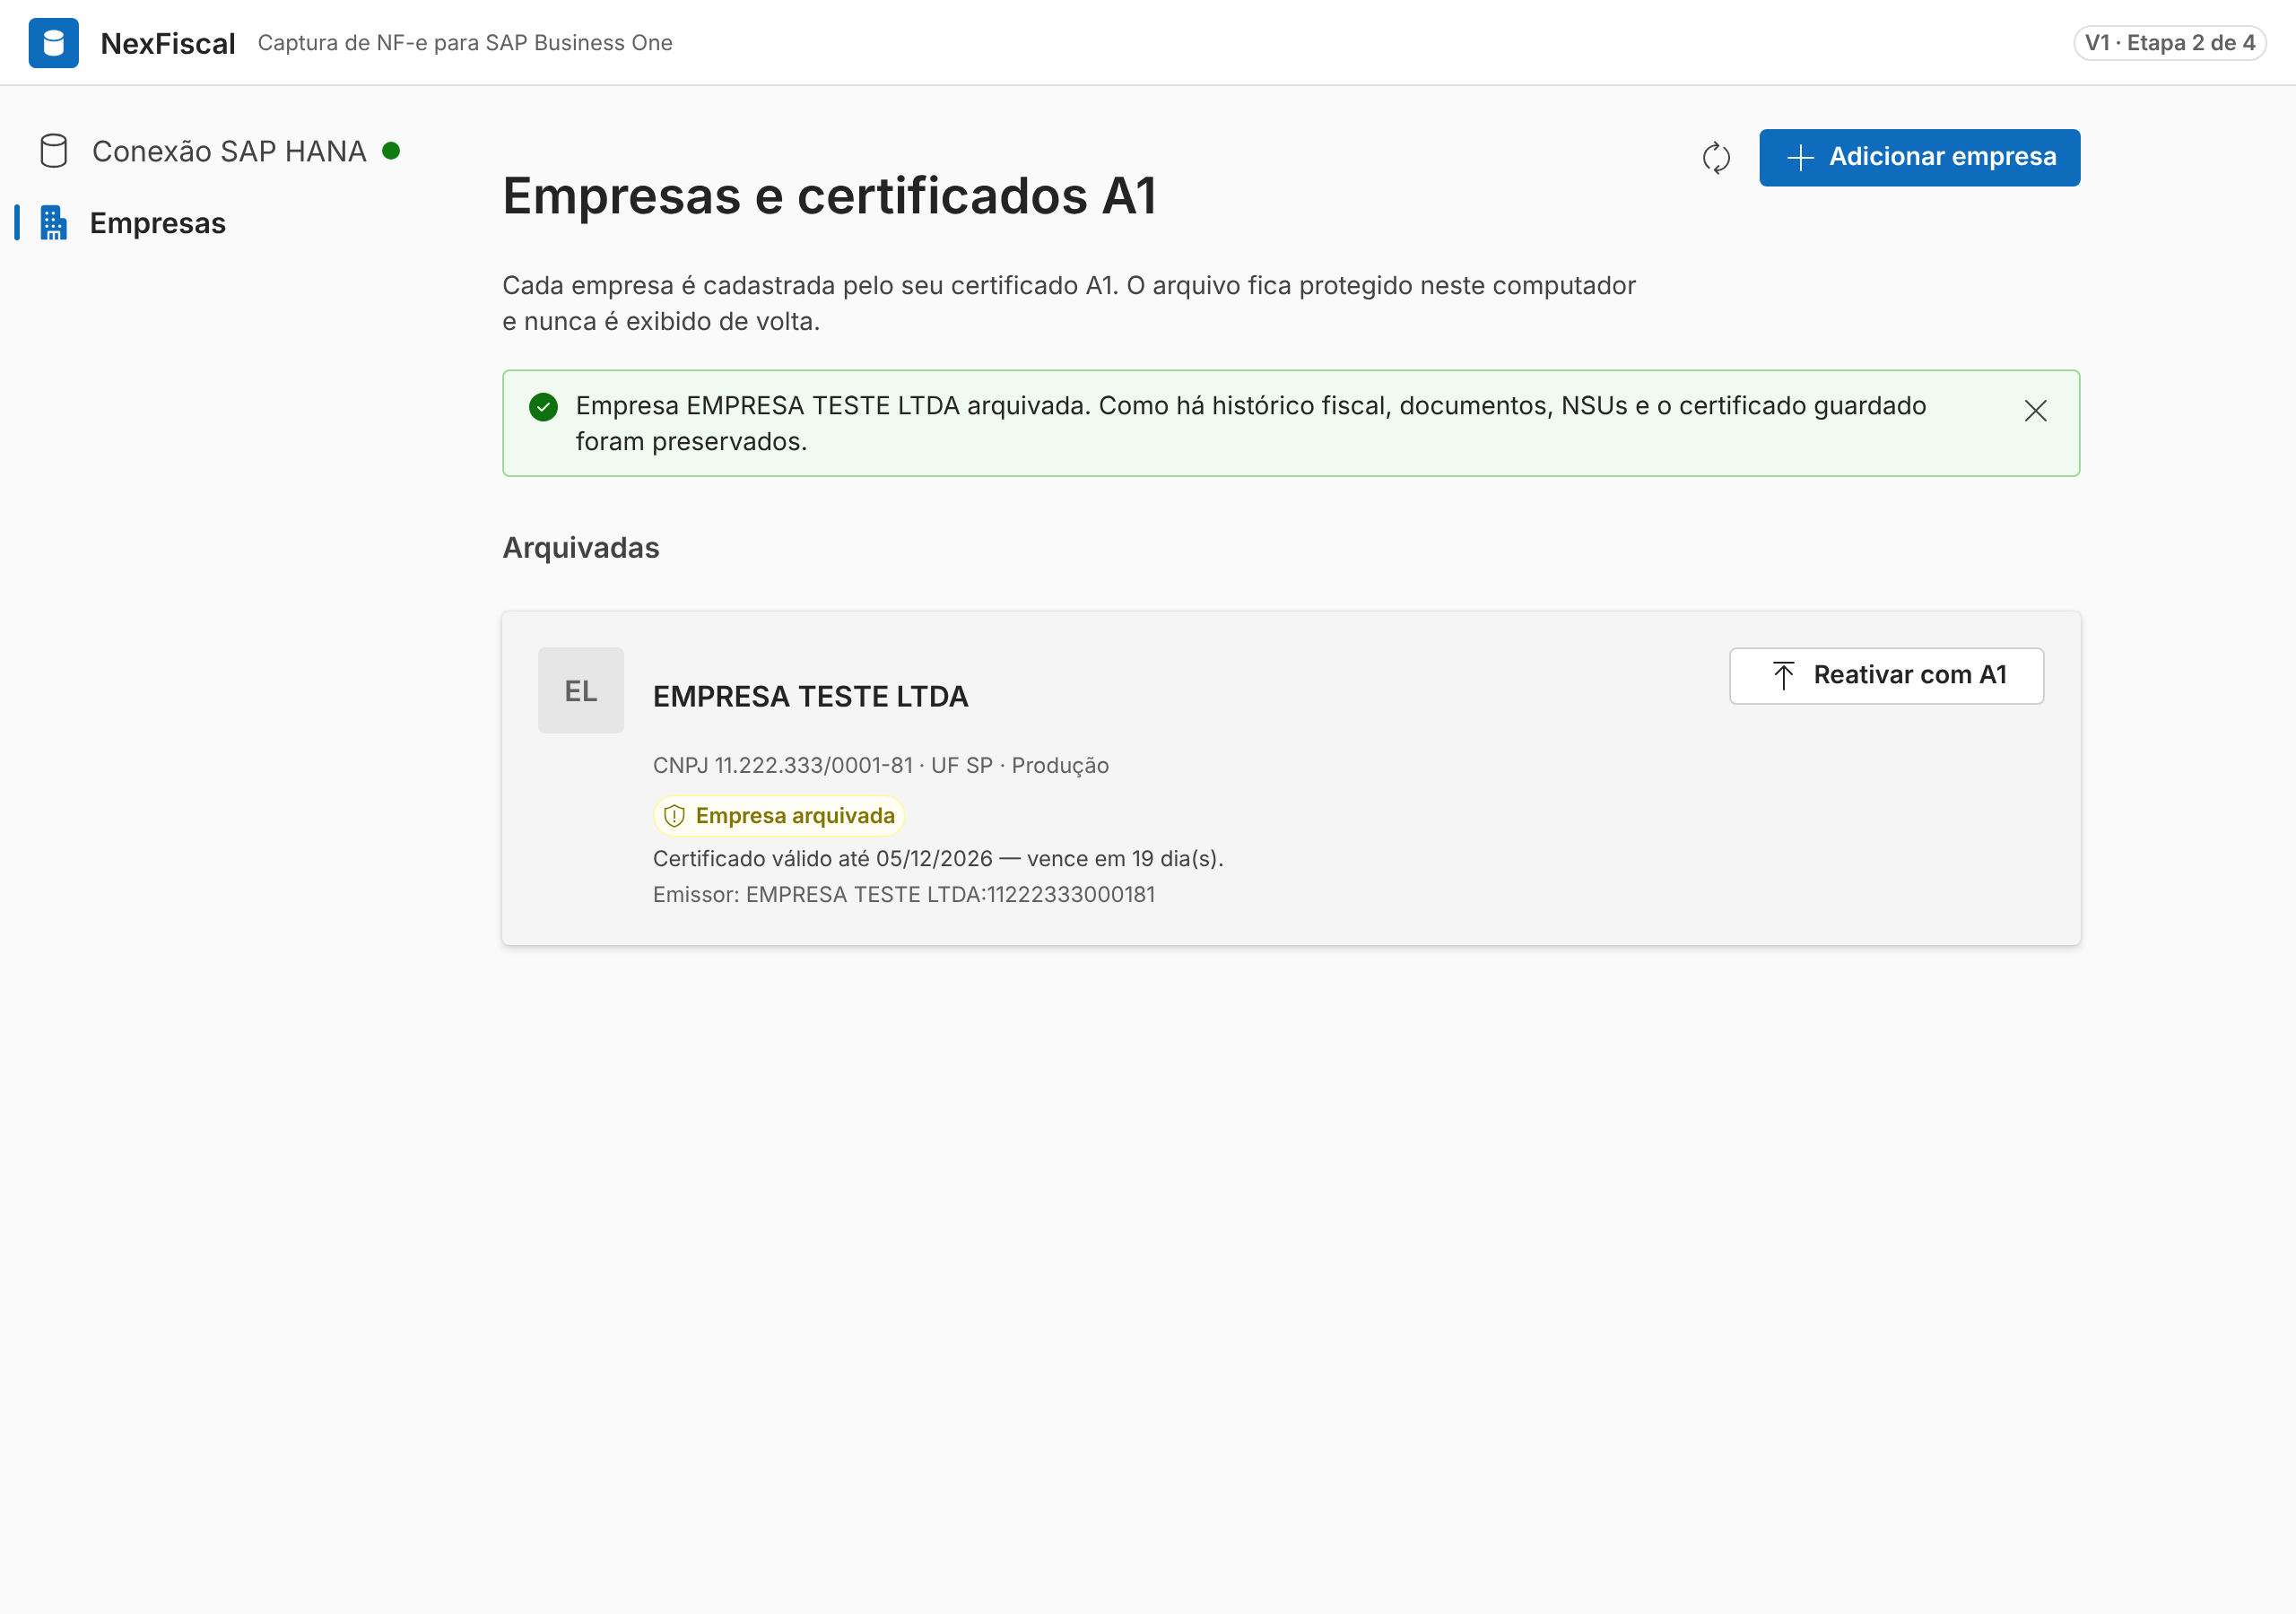 NexFiscal
Captura de NF-e para SAP Business One
V1 · Etapa 2 de 4
Conexão SAP HANA
Empresas
Adicionar empresa
Empresas e certificados A1
Cada empresa é cadastrada pelo seu certificado A1. O arquivo fica protegido neste computador
e nunca é exibido de volta.
Empresa EMPRESA TESTE LTDA arquivada. Como há histórico fiscal, documentos, NSUs e o certificado guardado
foram preservados.
Arquivadas
EL
EMPRESA TESTE LTDA
Reativar com A1
CNPJ 11.222.333/0001-81 · UF SP · Produção
Empresa arquivada
Certificado válido até 05/12/2026 — vence em 19 dia(s).
Emissor: EMPRESA TESTE LTDA:11222333000181